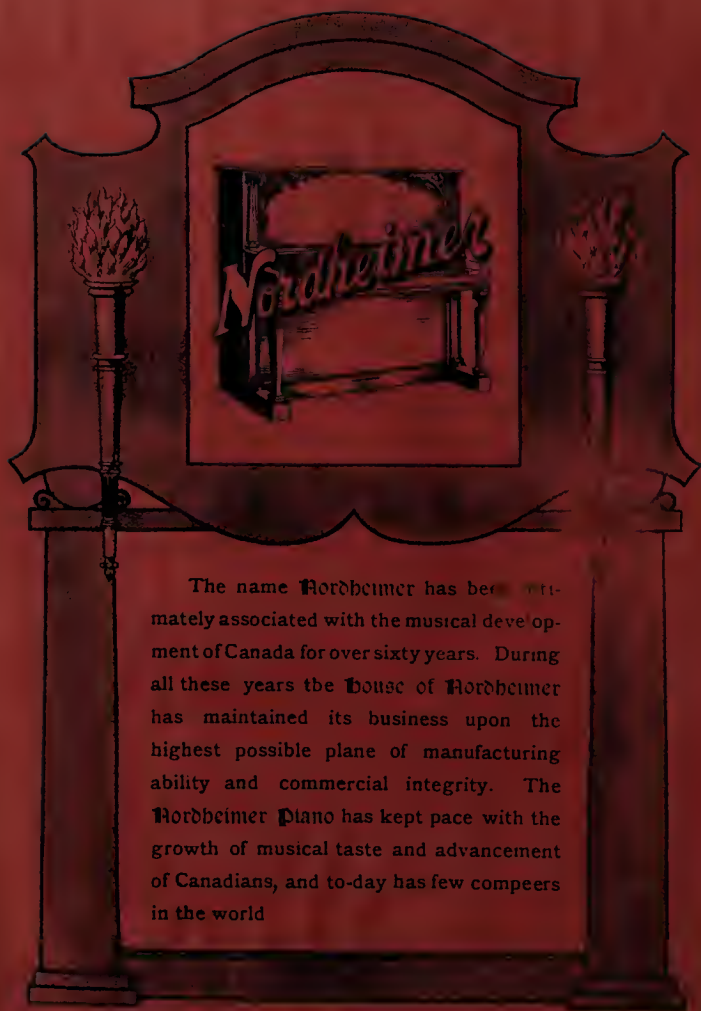 Nordheimer
The name Nordheimer has been inti-
mately associated with the musical develop-
ment of Canada for over sixty years. During
all these years the house of Nordheimer
has maintained its business upon the
highest possible plane of manufacturing
ability and commercial integrity. The
Nordheimer Piano has kept pace with the
growth of musical taste and advancement
of Canadians, and to-day has few compeers
in the world